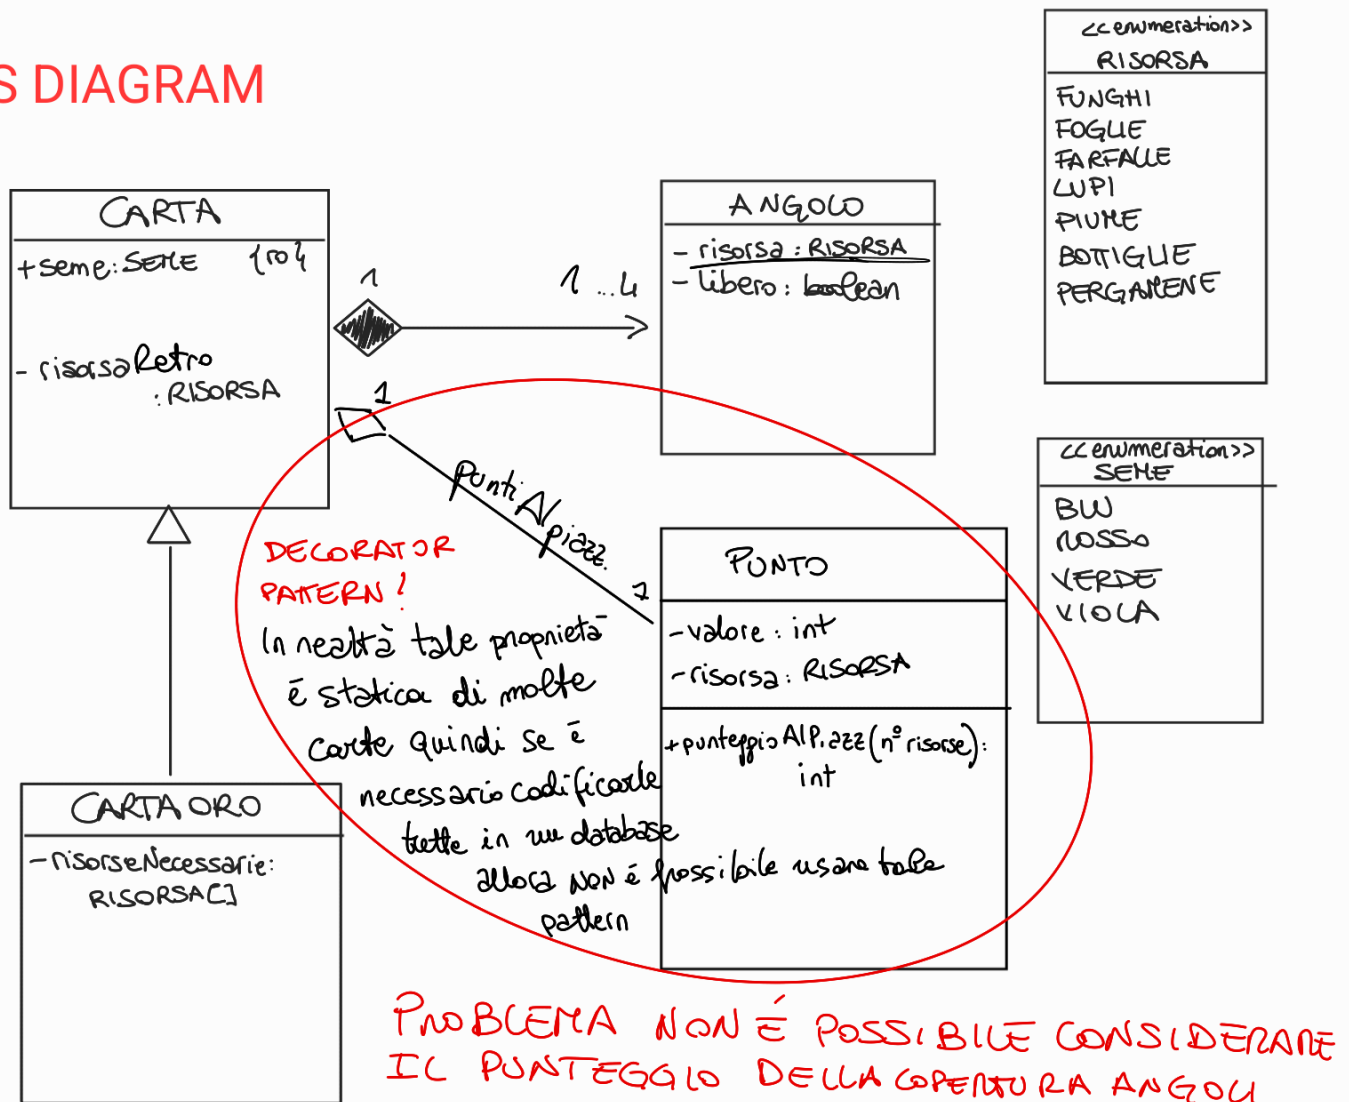 S DIAGRAM
CARTA
+ seme: SEME {ro}
- risorsaRetro
: RISORSA
1
1 ... 4
ANGOLO
- risorsa: RISORSA
- libero: boolean
<<enumeration>>
RISORSA
FUNGHI
FOGLIE
FARFALLE
LUPI
PIUME
BOTTIGLIE
PERGAMENE
<<enumeration>>
SEME
BLU
ROSSO
VERDE
VIOLA
1
puntiAlpiazz.
1
PUNTO
- valore: int
- risorsa: RISORSA
+ punteggioAlPiazz(n° risorse):
int
DECORATOR
PATTERN?
In realtà tale proprietà
è statica di molte
carte quindi se è
necessario codificarle
tutte in un database
allora NON è possibile usare tale
pattern
CARTA ORO
- risorseNecessarie:
RISORSA[]
PROBLEMA NON È POSSIBILE CONSIDERARE
IL PUNTEGGIO DELLA COPERTURA ANGOLI